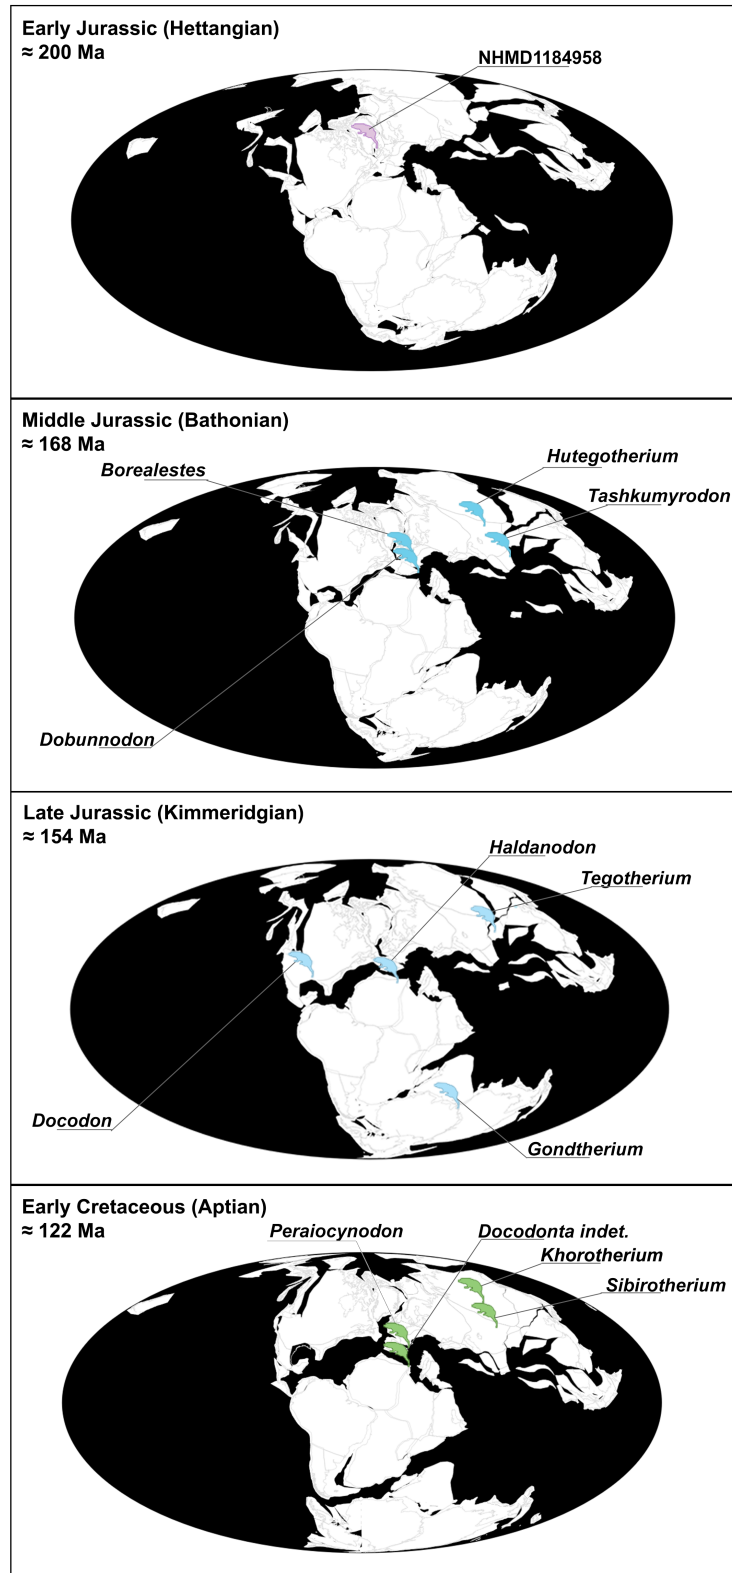 Early Jurassic (Hettangian)
≈ 200 Ma
NHMD1184958
Middle Jurassic (Bathonian)
≈ 168 Ma
Borealestes
Hutegotherium
Tashkumyrodon
Dobunnodon
Late Jurassic (Kimmeridgian)
≈ 154 Ma
Haldanodon
Tegotherium
Docodon
Gondtherium
Early Cretaceous (Aptian)
≈ 122 Ma
Peraiocynodon
Docodonta indet.
Khorotherium
Sibirotherium